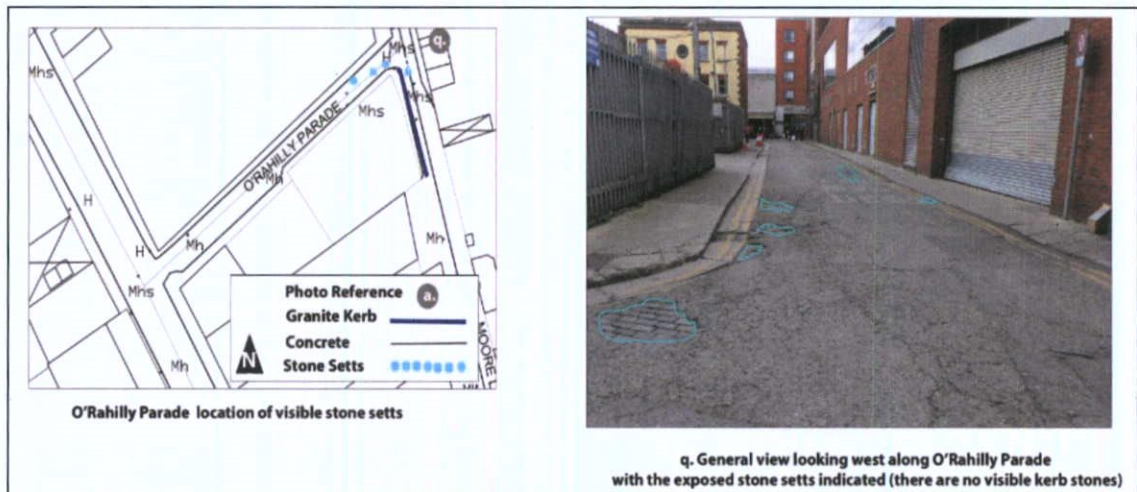 Mhs
q.
Mhs
H
Mhs
Mhs
O'RAHILLY PARADE
Mh
H
Mh
H
Mh
Mhs
Mh
MOORE
Photo Reference a.
Granite Kerb
N
Concrete
Stone Setts
O'Rahilly Parade location of visible stone setts
q. General view looking west along O'Rahilly Parade
with the exposed stone setts indicated (there are no visible kerb stones)